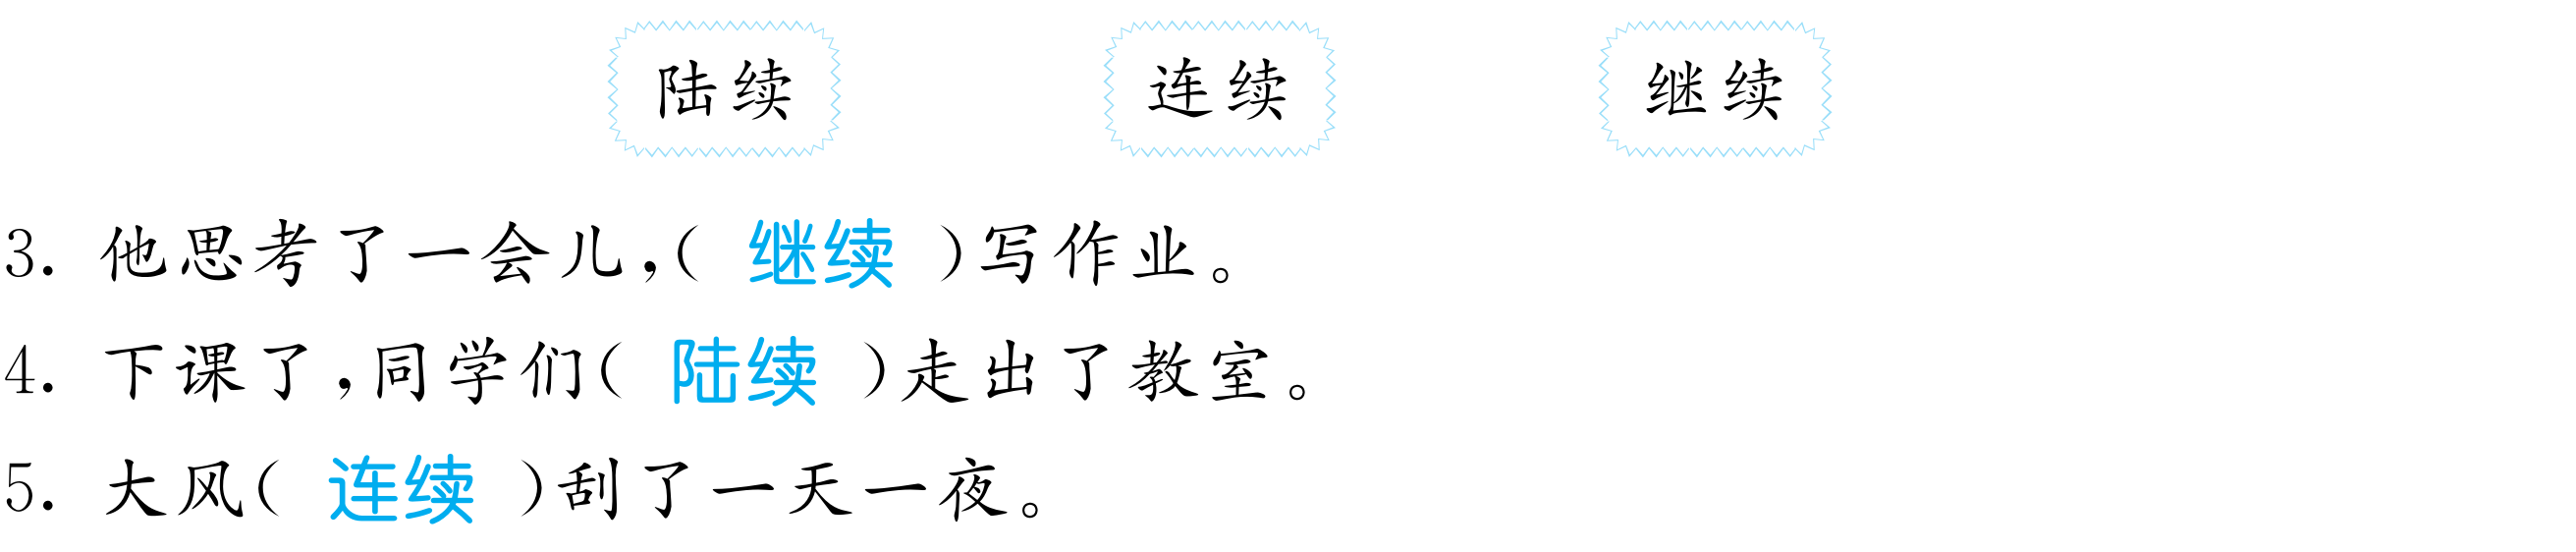 陆续 连续 继续
3. 他思考了一会儿,( 继续 )写作业。
4. 下课了,同学们( 陆续 )走出了教室。
5. 大风( 连续 )刮了一天一夜。